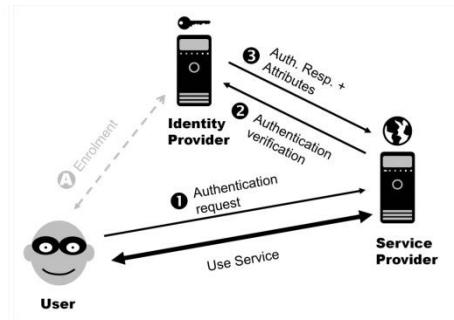 3 Auth. Resp. +
Attributes
2 Authentication
verification
Identity
Provider
A Enrolment
1 Authentication
request
Use Service
Service
Provider
User